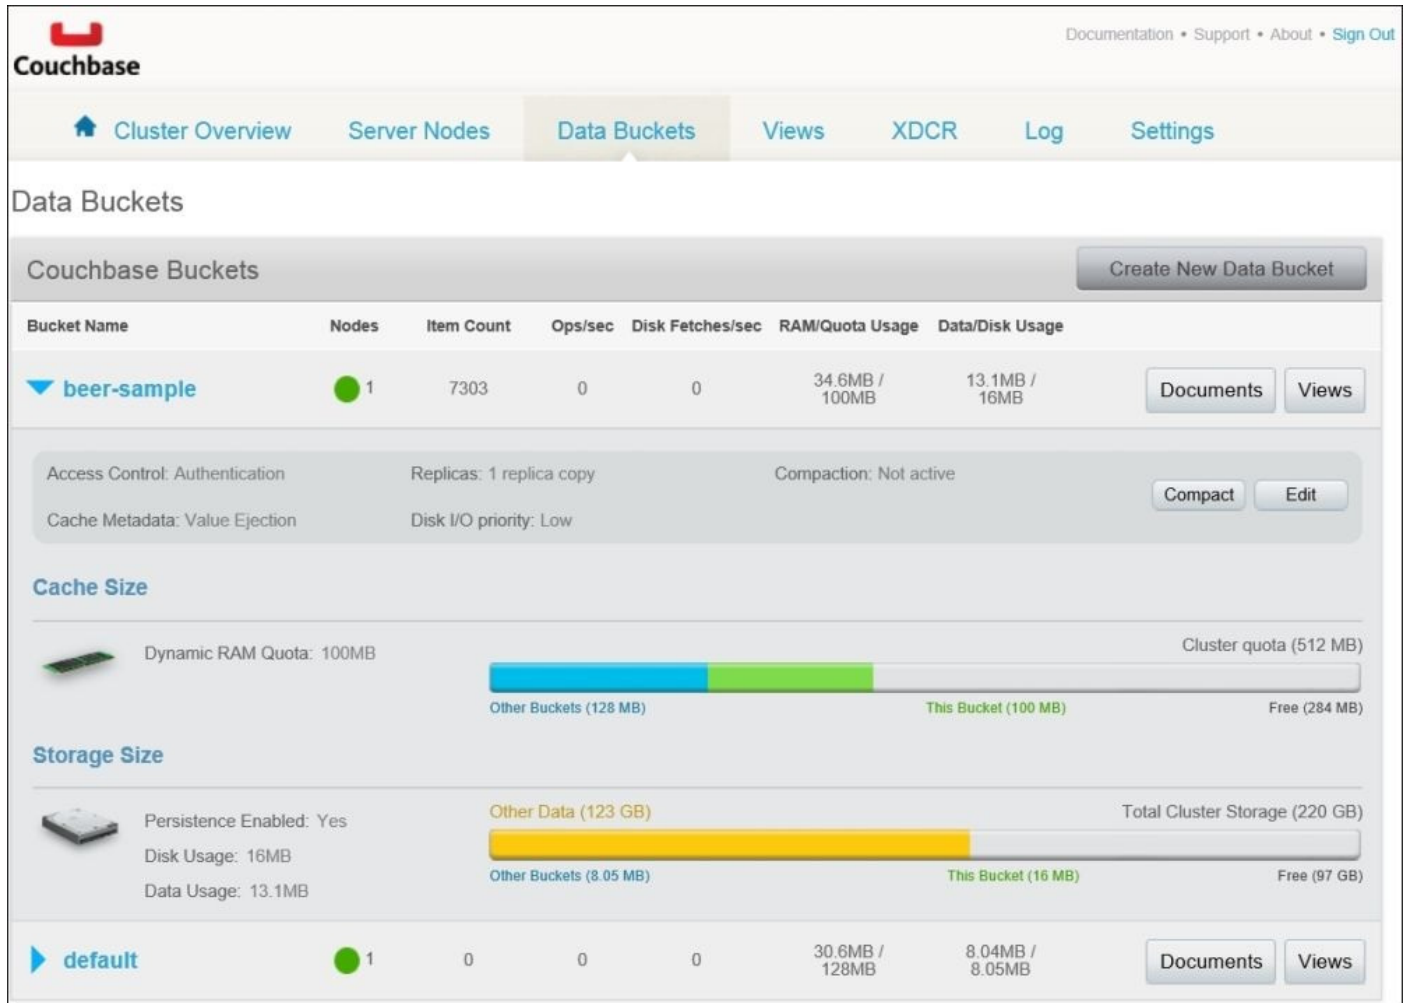 Documentation • Support • About • Sign Out
Couchbase
Cluster Overview Server Nodes Data Buckets Views XDCR Log Settings
Data Buckets
Couchbase Buckets Create New Data Bucket
Bucket Name Nodes Item Count Ops/sec Disk Fetches/sec RAM/Quota Usage Data/Disk Usage
beer-sample 1 7303 0 0 34.6MB / 100MB 13.1MB / 16MB Documents Views
Access Control: Authentication Replicas: 1 replica copy Compaction: Not active
Compact Edit
Cache Metadata: Value Ejection Disk I/O priority: Low
Cache Size
Dynamic RAM Quota: 100MB Cluster quota (512 MB)
Other Buckets (128 MB) This Bucket (100 MB) Free (284 MB)
Storage Size
Other Data (123 GB) Total Cluster Storage (220 GB)
Persistence Enabled: Yes
Disk Usage: 16MB
Other Buckets (8.05 MB) This Bucket (16 MB) Free (97 GB)
Data Usage: 13.1MB
default 1 0 0 0 30.6MB / 128MB 8.04MB / 8.05MB Documents Views